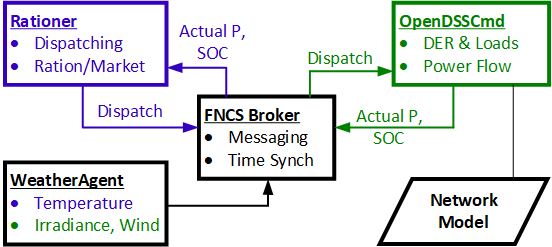 Rationer
• Dispatching
• Ration/Market
Actual P,
SOC
Dispatch
OpenDSSCmd
• DER & Loads
• Power Flow
Dispatch
FNCS Broker
• Messaging
• Time Synch
Actual P,
SOC
WeatherAgent
• Temperature
• Irradiance, Wind
Network
Model